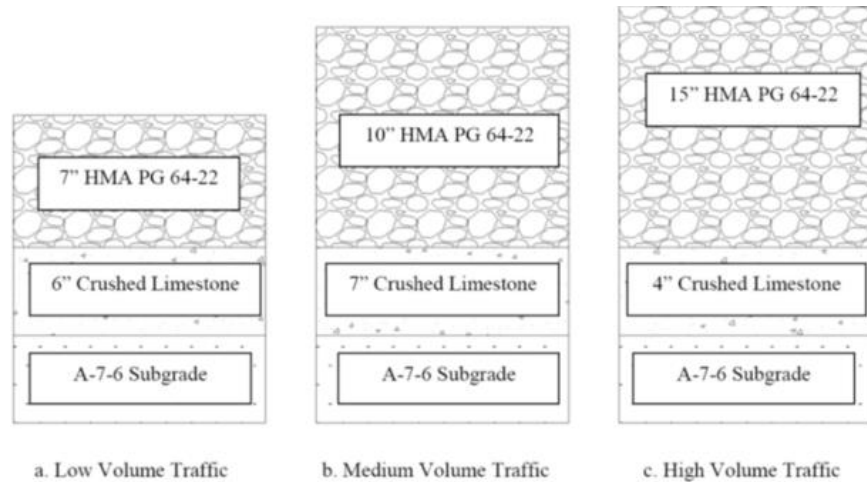 7” HMA PG 64-22
6” Crushed Limestone
A-7-6 Subgrade
a. Low Volume Traffic
10” HMA PG 64-22
7” Crushed Limestone
A-7-6 Subgrade
b. Medium Volume Traffic
15” HMA PG 64-22
4” Crushed Limestone
A-7-6 Subgrade
c. High Volume Traffic